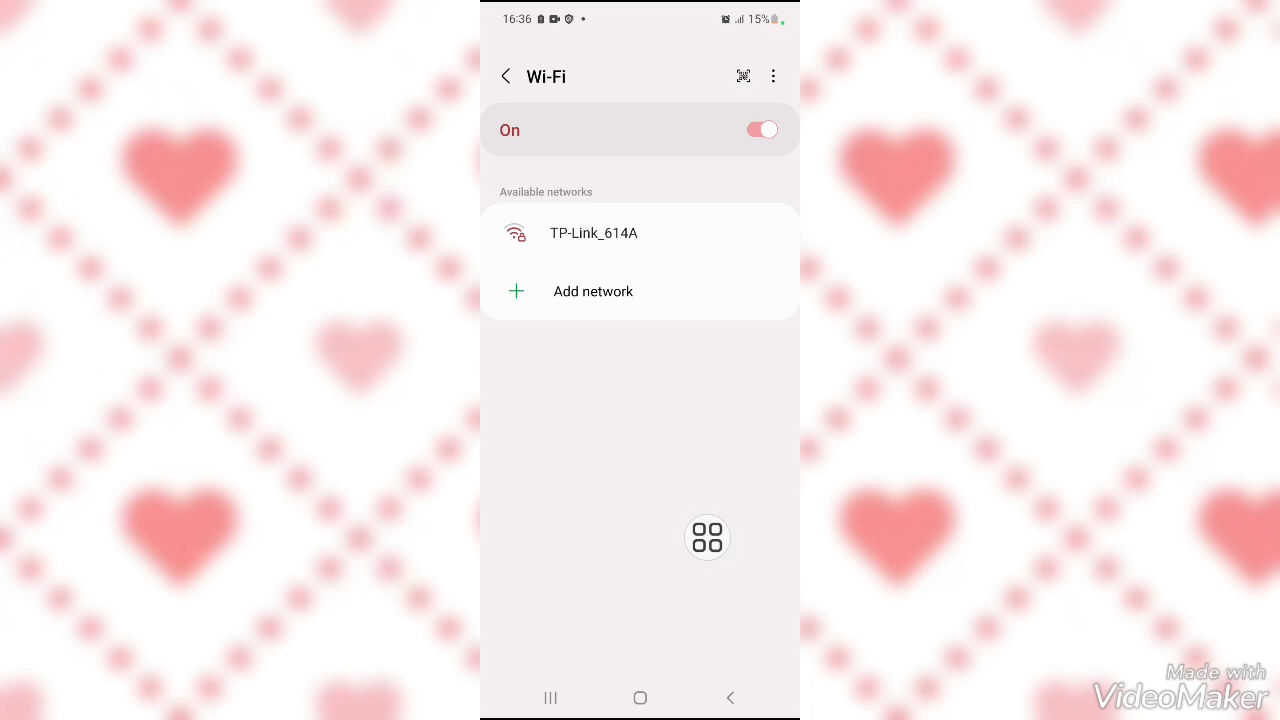 16:36
15%
Wi-Fi
On
Available networks
TP-Link_614A
Add network
Made with
VideoMaker